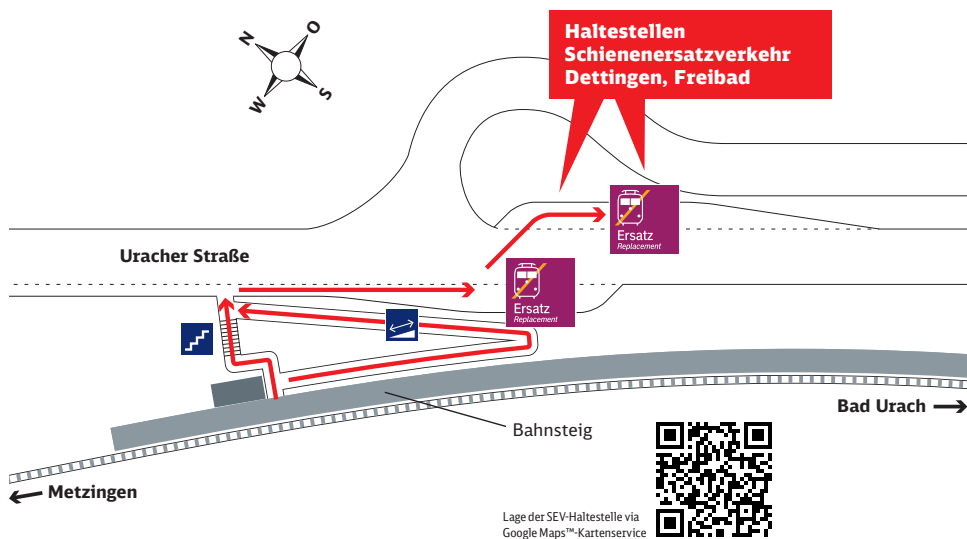 N
O
W
S
Haltestellen
Schienenersatzverkehr
Dettingen, Freibad
Ersatz
Replacement
Uracher Straße
Ersatz
Replacement
Bad Urach
Bahnsteig
Metzingen
Lage der SEV-Haltestelle via
Google Maps™-Kartenservice